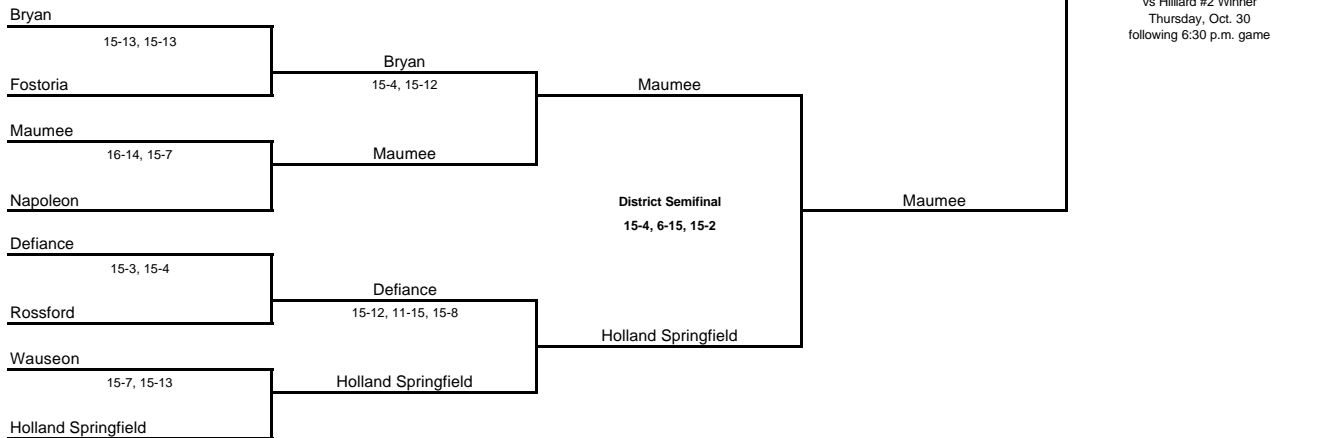 vs Hilliard #2 Winner
Thursday, Oct. 30
following 6:30 p.m. game
Bryan
15-13, 15-13
Fostoria
Bryan
15-4, 15-12
Maumee
Maumee
16-14, 15-7
Napoleon
Maumee
District Semifinal
15-4, 6-15, 15-2
Maumee
Defiance
15-3, 15-4
Rossford
Defiance
15-12, 11-15, 15-8
Holland Springfield
Wauseon
15-7, 15-13
Holland Springfield
Holland Springfield